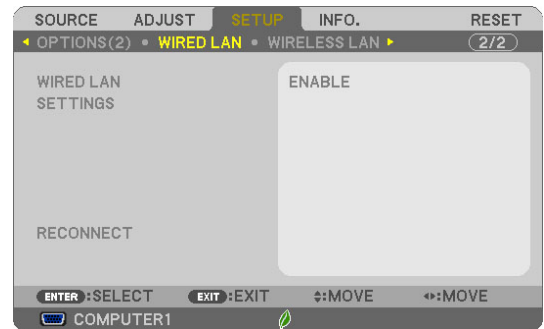 SOURCE ADJUST SETUP INFO. RESET
OPTIONS(2) • WIRED LAN • WIRELESS LAN 2/2
WIRED LAN ENABLE
SETTINGS
RECONNECT
ENTER :SELECT EXIT :EXIT :MOVE :MOVE
COMPUTER1